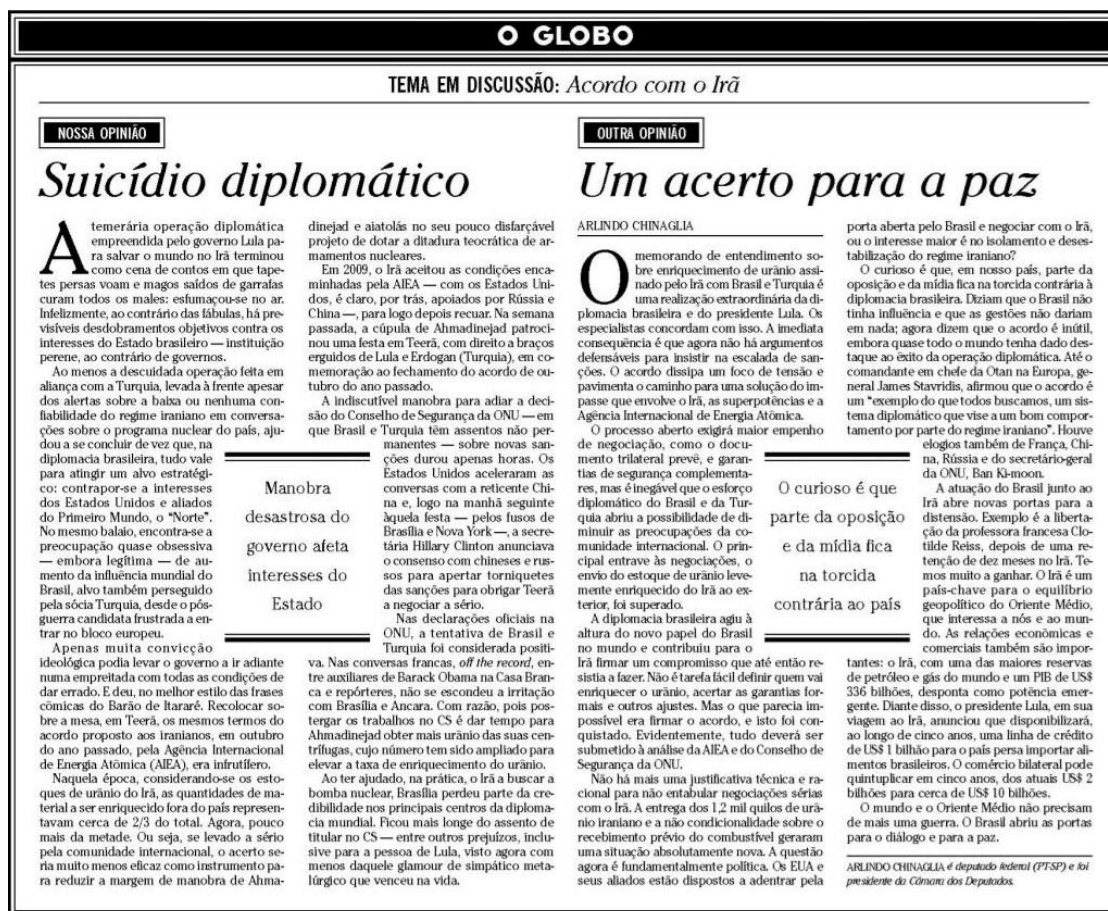 O GLOBO
TEMA EM DISCUSSÃO: Acordo com o Irã
NOSSA OPINIÃO
Suicídio diplomático
A temerária operação diplomática
empreendida pelo governo Lula pa-
ra salvar o mundo no Irã terminou
como cena de contos em que tape-
tes persas voam e magos saídos de garrafas
curam todos os males: esfumaçou-se no ar.
Infelizmente, ao contrário das fábulas, há pre-
visíveis desdobramentos objetivos contra os
interesses do Estado brasileiro — instituição
perene, ao contrário de governos.
Ao menos a descuidada operação feita em
aliança com a Turquia, levada à frente apesar
dos alertas sobre a baixa ou nenhuma con-
fiabilidade do regime iraniano em conversa-
ções sobre o programa nuclear do país, aju-
dou a se concluir de vez que, na
diplomacia brasileira, tudo vale
para atingir um alvo estratégi-
co: contrapor-se a interesses
dos Estados Unidos e aliados
do Primeiro Mundo, o “Norte”.
No mesmo balaio, encontra-se a
preocupação quase obsessiva
— embora legítima — de au-
mento da influência mundial do
Brasil, alvo também perseguido
pela sócia Turquia, desde o pós-
guerra candidata frustrada a en-
trar no bloco europeu.
Apenas muita convicção
ideológica podia levar o governo a ir adiante
numa empreitada com todas as condições de
dar errado. E deu, no melhor estilo das frases
cômicas do Barão de Itararé. Recolocar so-
bre a mesa, em Teerã, os mesmos termos do
acordo proposto aos iranianos, em outubro
do ano passado, pela Agência Internacional
de Energia Atômica (AIEA), era infrutífero.
Naquela época, considerando-se os esto-
ques de urânio do Irã, as quantidades de ma-
terial a ser enriquecido fora do país represen-
tavam cerca de 2/3 do total. Agora, pouco
mais da metade. Ou seja, se levado a sério
pela comunidade internacional, o acerto se-
ria muito menos eficaz como instrumento pa-
ra reduzir a margem de manobra de Ahma-
dinejad e aiatolás no seu pouco disfarçável
projeto de dotar a ditadura teocrática de ar-
mamentos nucleares.
Em 2009, o Irã aceitou as condições enca-
minhadas pela AIEA — com os Estados Uni-
dos, é claro, por trás, apoiados por Rússia e
China —, para logo depois recuar. Na semana
passada, a cúpula de Ahmadinejad patroci-
nou uma festa em Teerã, com direito a braços
erguidos de Lula e Erdogan (Turquia), em co-
memoração ao fechamento do acordo de ou-
tubro do ano passado.
A indiscutível manobra para adiar a deci-
são do Conselho de Segurança da ONU — em
que Brasil e Turquia têm assentos não per-
manentes — sobre novas san-
ções durou apenas horas. Os
Estados Unidos aceleraram as
conversas com a reticente Chi-
na e, logo na manhã seguinte
àquela festa — pelos fusos de
Brasília e Nova York —, a secre-
tária Hillary Clinton anunciava
o consenso com chineses e rus-
sos para apertar torniquetes
das sanções para obrigar Teerã
a negociar a sério.
Nas declarações oficiais na
ONU, a tentativa de Brasil e
Turquia foi considerada positi-
va. Nas conversas francas, off the record, en-
tre auxiliares de Barack Obama na Casa Bran-
ca e repórteres, não se escondeu a irritação
com Brasília e Ancara. Com razão, pois pos-
tergar os trabalhos no CS é dar tempo para
Ahmadinejad obter mais urânio das suas cen-
trífugas, cujo número tem sido ampliado para
elevar a taxa de enriquecimento do urânio.
Ao ter ajudado, na prática, o Irã a buscar a
bomba nuclear, Brasília perdeu parte da cre-
dibilidade nos principais centros da diploma-
cia mundial. Ficou mais longe do assento de
titular no CS — entre outros prejuízos, inclu-
sive para a pessoa de Lula, visto agora com
menos daquele glamour de simpático meta-
lúrgico que venceu na vida.
Manobra
desastrosa do
governo afeta
interesses do
Estado
OUTRA OPINIÃO
Um acerto para a paz
ARLINDO CHINAGLIA
O memorando de entendimento so-
bre enriquecimento de urânio assi-
nado pelo Irã com Brasil e Turquia é
uma realização extraordinária da di-
plomacia brasileira e do presidente Lula. Os
especialistas concordam com isso. A imediata
consequência é que agora não há argumentos
defensáveis para insistir na escalada de san-
ções. O acordo dissipa um foco de tensão e
pavimenta o caminho para uma solução do im-
passe que envolve o Irã, as superpotências e a
Agência Internacional de Energia Atômica.
O processo aberto exigirá maior empenho
de negociação, como o docu-
mento trilateral prevê, e garan-
tias de segurança complementa-
res, mas é inegável que o esforço
diplomático do Brasil e da Tur-
quia abriu a possibilidade de di-
minuir as preocupações da co-
munidade internacional. O prin-
cipal entrave às negociações, o
envio do estoque de urânio leve-
mente enriquecido do Irã ao ex-
terior, foi superado.
A diplomacia brasileira agiu à
altura do novo papel do Brasil
no mundo e contribuiu para o
Irã firmar um compromisso que até então re-
sistia a fazer. Não é tarefa fácil definir quem vai
enriquecer o urânio, acertar as garantias for-
mais e outros ajustes. Mas o que parecia im-
possível era firmar o acordo, e isto foi con-
quistado. Evidentemente, tudo deverá ser
submetido à análise da AIEA e do Conselho de
Segurança da ONU.
Não há mais uma justificativa técnica e ra-
cional para não entabular negociações sérias
com o Irã. A entrega dos 1,2 mil quilos de urâ-
nio iraniano e a não condicionalidade sobre o
recebimento prévio do combustível geraram
uma situação absolutamente nova. A questão
agora é fundamentalmente política. Os EUA e
seus aliados estão dispostos a adentrar pela
porta aberta pelo Brasil e negociar com o Irã,
ou o interesse maior é no isolamento e deses-
tabilização do regime iraniano?
O curioso é que, em nosso país, parte da
oposição e da mídia fica na torcida contrária à
diplomacia brasileira. Diziam que o Brasil não
tinha influência e que as gestões não dariam
em nada; agora dizem que o acordo é inútil,
embora quase todo o mundo tenha dado des-
taque ao êxito da operação diplomática. Até o
comandante em chefe da Otan na Europa, ge-
neral James Stavridis, afirmou que o acordo é
um “exemplo do que todos buscamos, um sis-
tema diplomático que vise a um bom compor-
tamento por parte do regime iraniano”. Houve
elogios também de França, Chi-
na, Rússia e do secretário-geral
da ONU, Ban Ki-moon.
A atuação do Brasil junto ao
Irã abre novas portas para a
distensão. Exemplo é a liberta-
ção da professora francesa Clo-
tilde Reiss, depois de uma re-
tenção de dez meses no Irã. Te-
mos muito a ganhar. O Irã é um
país-chave para o equilíbrio
geopolítico do Oriente Médio,
que interessa a nós e ao mun-
do. As relações econômicas e
comerciais também são impor-
tantes: o Irã, com uma das maiores reservas
de petróleo e gás do mundo e um PIB de US$
336 bilhões, desponta como potência emer-
gente. Diante disso, o presidente Lula, em sua
viagem ao Irã, anunciou que disponibilizará,
ao longo de cinco anos, uma linha de crédito
de US$ 1 bilhão para o país persa importar ali-
mentos brasileiros. O comércio bilateral pode
quintuplicar em cinco anos, dos atuais US$ 2
bilhões para cerca de US$ 10 bilhões.
O mundo e o Oriente Médio não precisam
de mais uma guerra. O Brasil abriu as portas
para o diálogo e para a paz.
O curioso é que
parte da oposição
e da mídia fica
na torcida
contrária ao país
ARLINDO CHINAGLIA é deputado federal (PT-SP) e foi
presidente da Câmara dos Deputados.